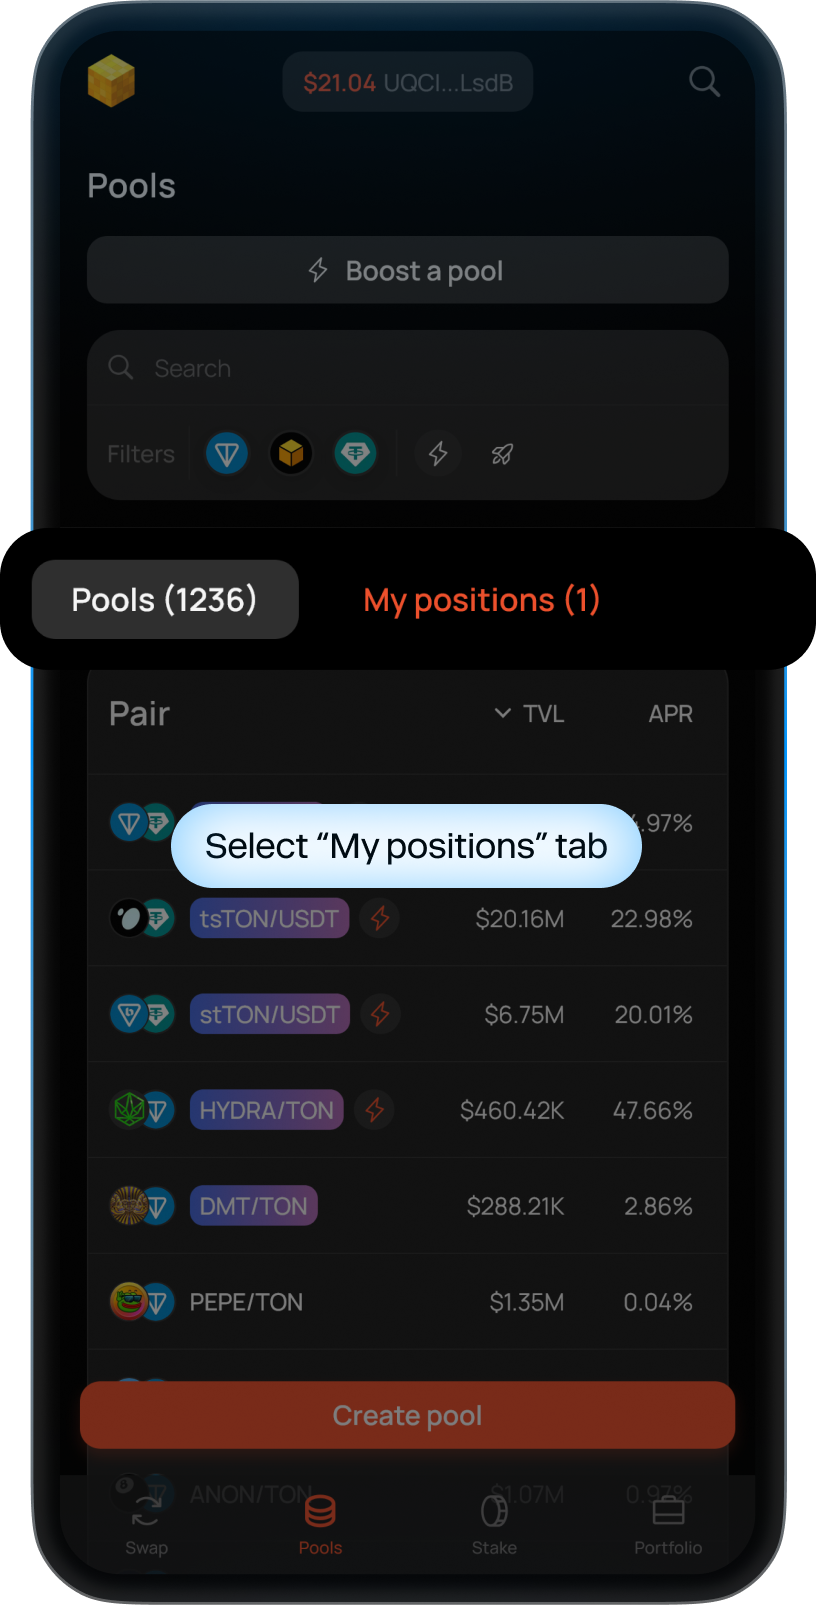 $21.04 UQCI...LsdB
Pools
Boost a pool
Search
Filters
Pools (1236)
My positions (1)
Pair TVL APR
.97%
Select “My positions” tab
tsTON/USDT $20.16M 22.98%
stTON/USDT $6.75M 20.01%
HYDRA/TON $460.42K 47.66%
DMT/TON $288.21K 2.86%
PEPE/TON $1.35M 0.04%
Create pool
ANON/TON $1.07M 0.97%
Swap Pools Stake Portfolio